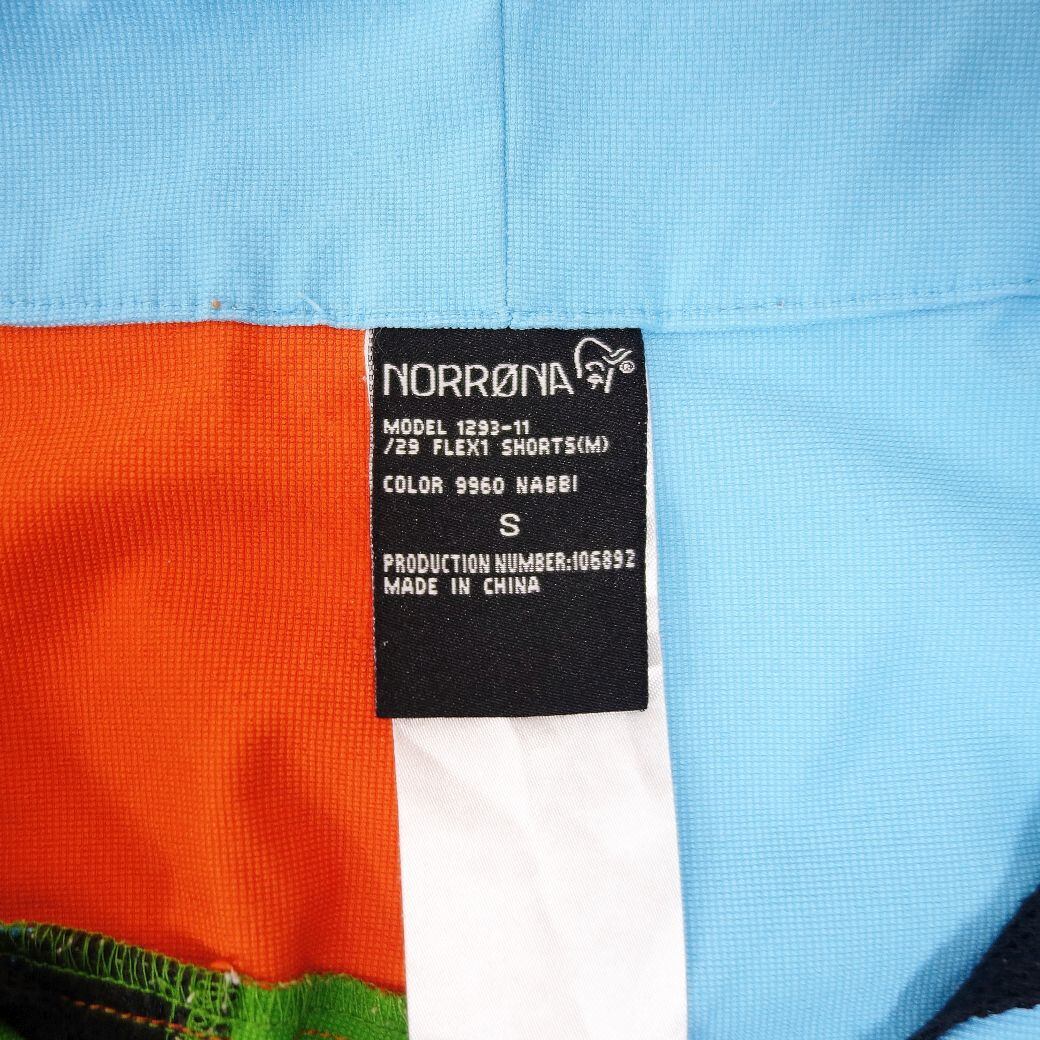 NORRØNA ®
MODEL 1293-11
/29 FLEX1 SHORTS(M)
COLOR 9960 NABBI
S
PRODUCTION NUMBER:106892
MADE IN CHINA